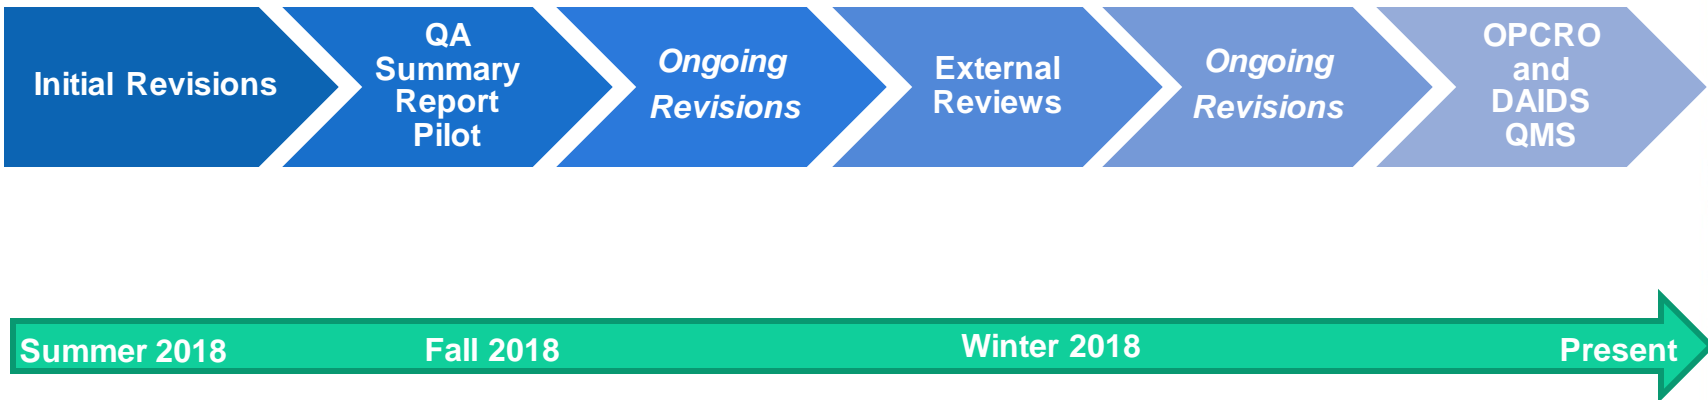 Initial Revisions
QA
Summary
Report
Pilot
Ongoing
Revisions
External
Reviews
Ongoing
Revisions
OPCRO
and
DAIDS
QMS
Summer 2018
Fall 2018
Winter 2018
Present